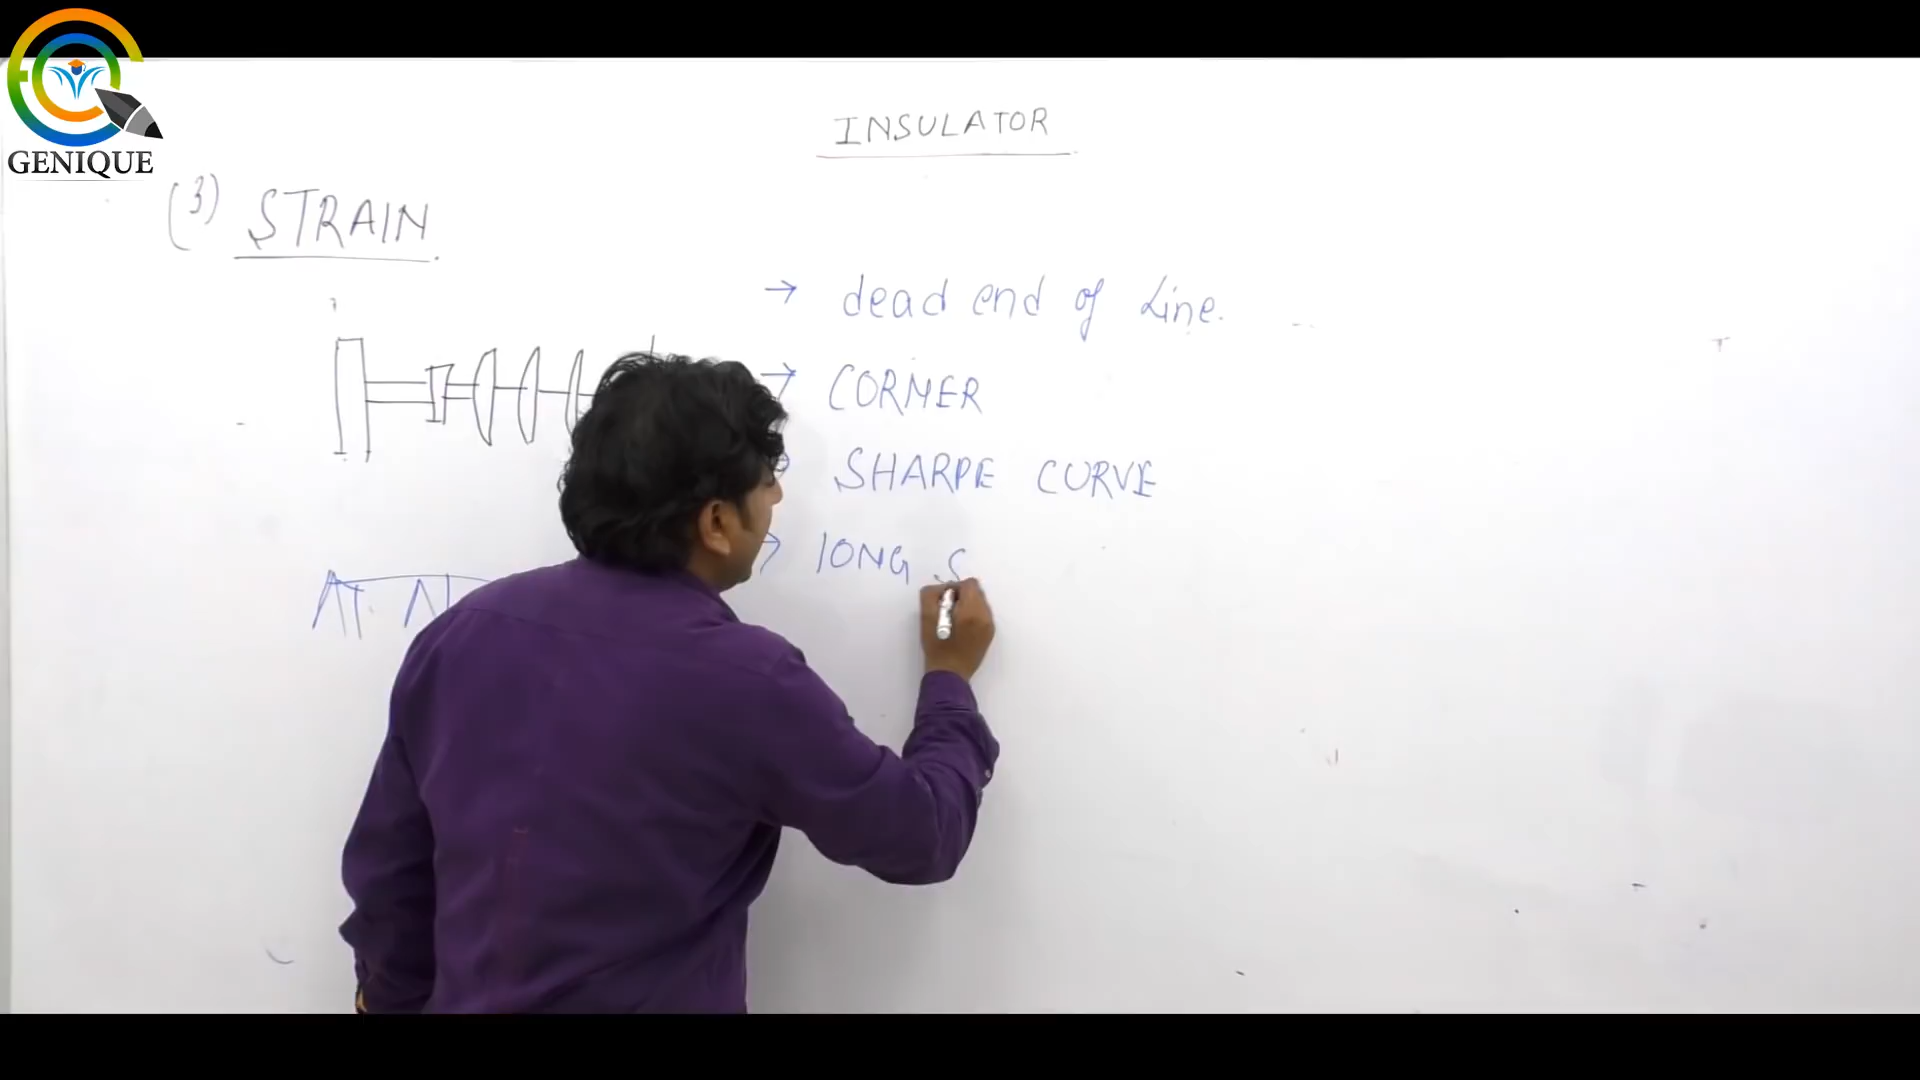 GENIQUE
INSULATOR
(3) STRAIN
→ dead end of Line.
→ CORNER
→ SHARPE CURVE
→ LONG S